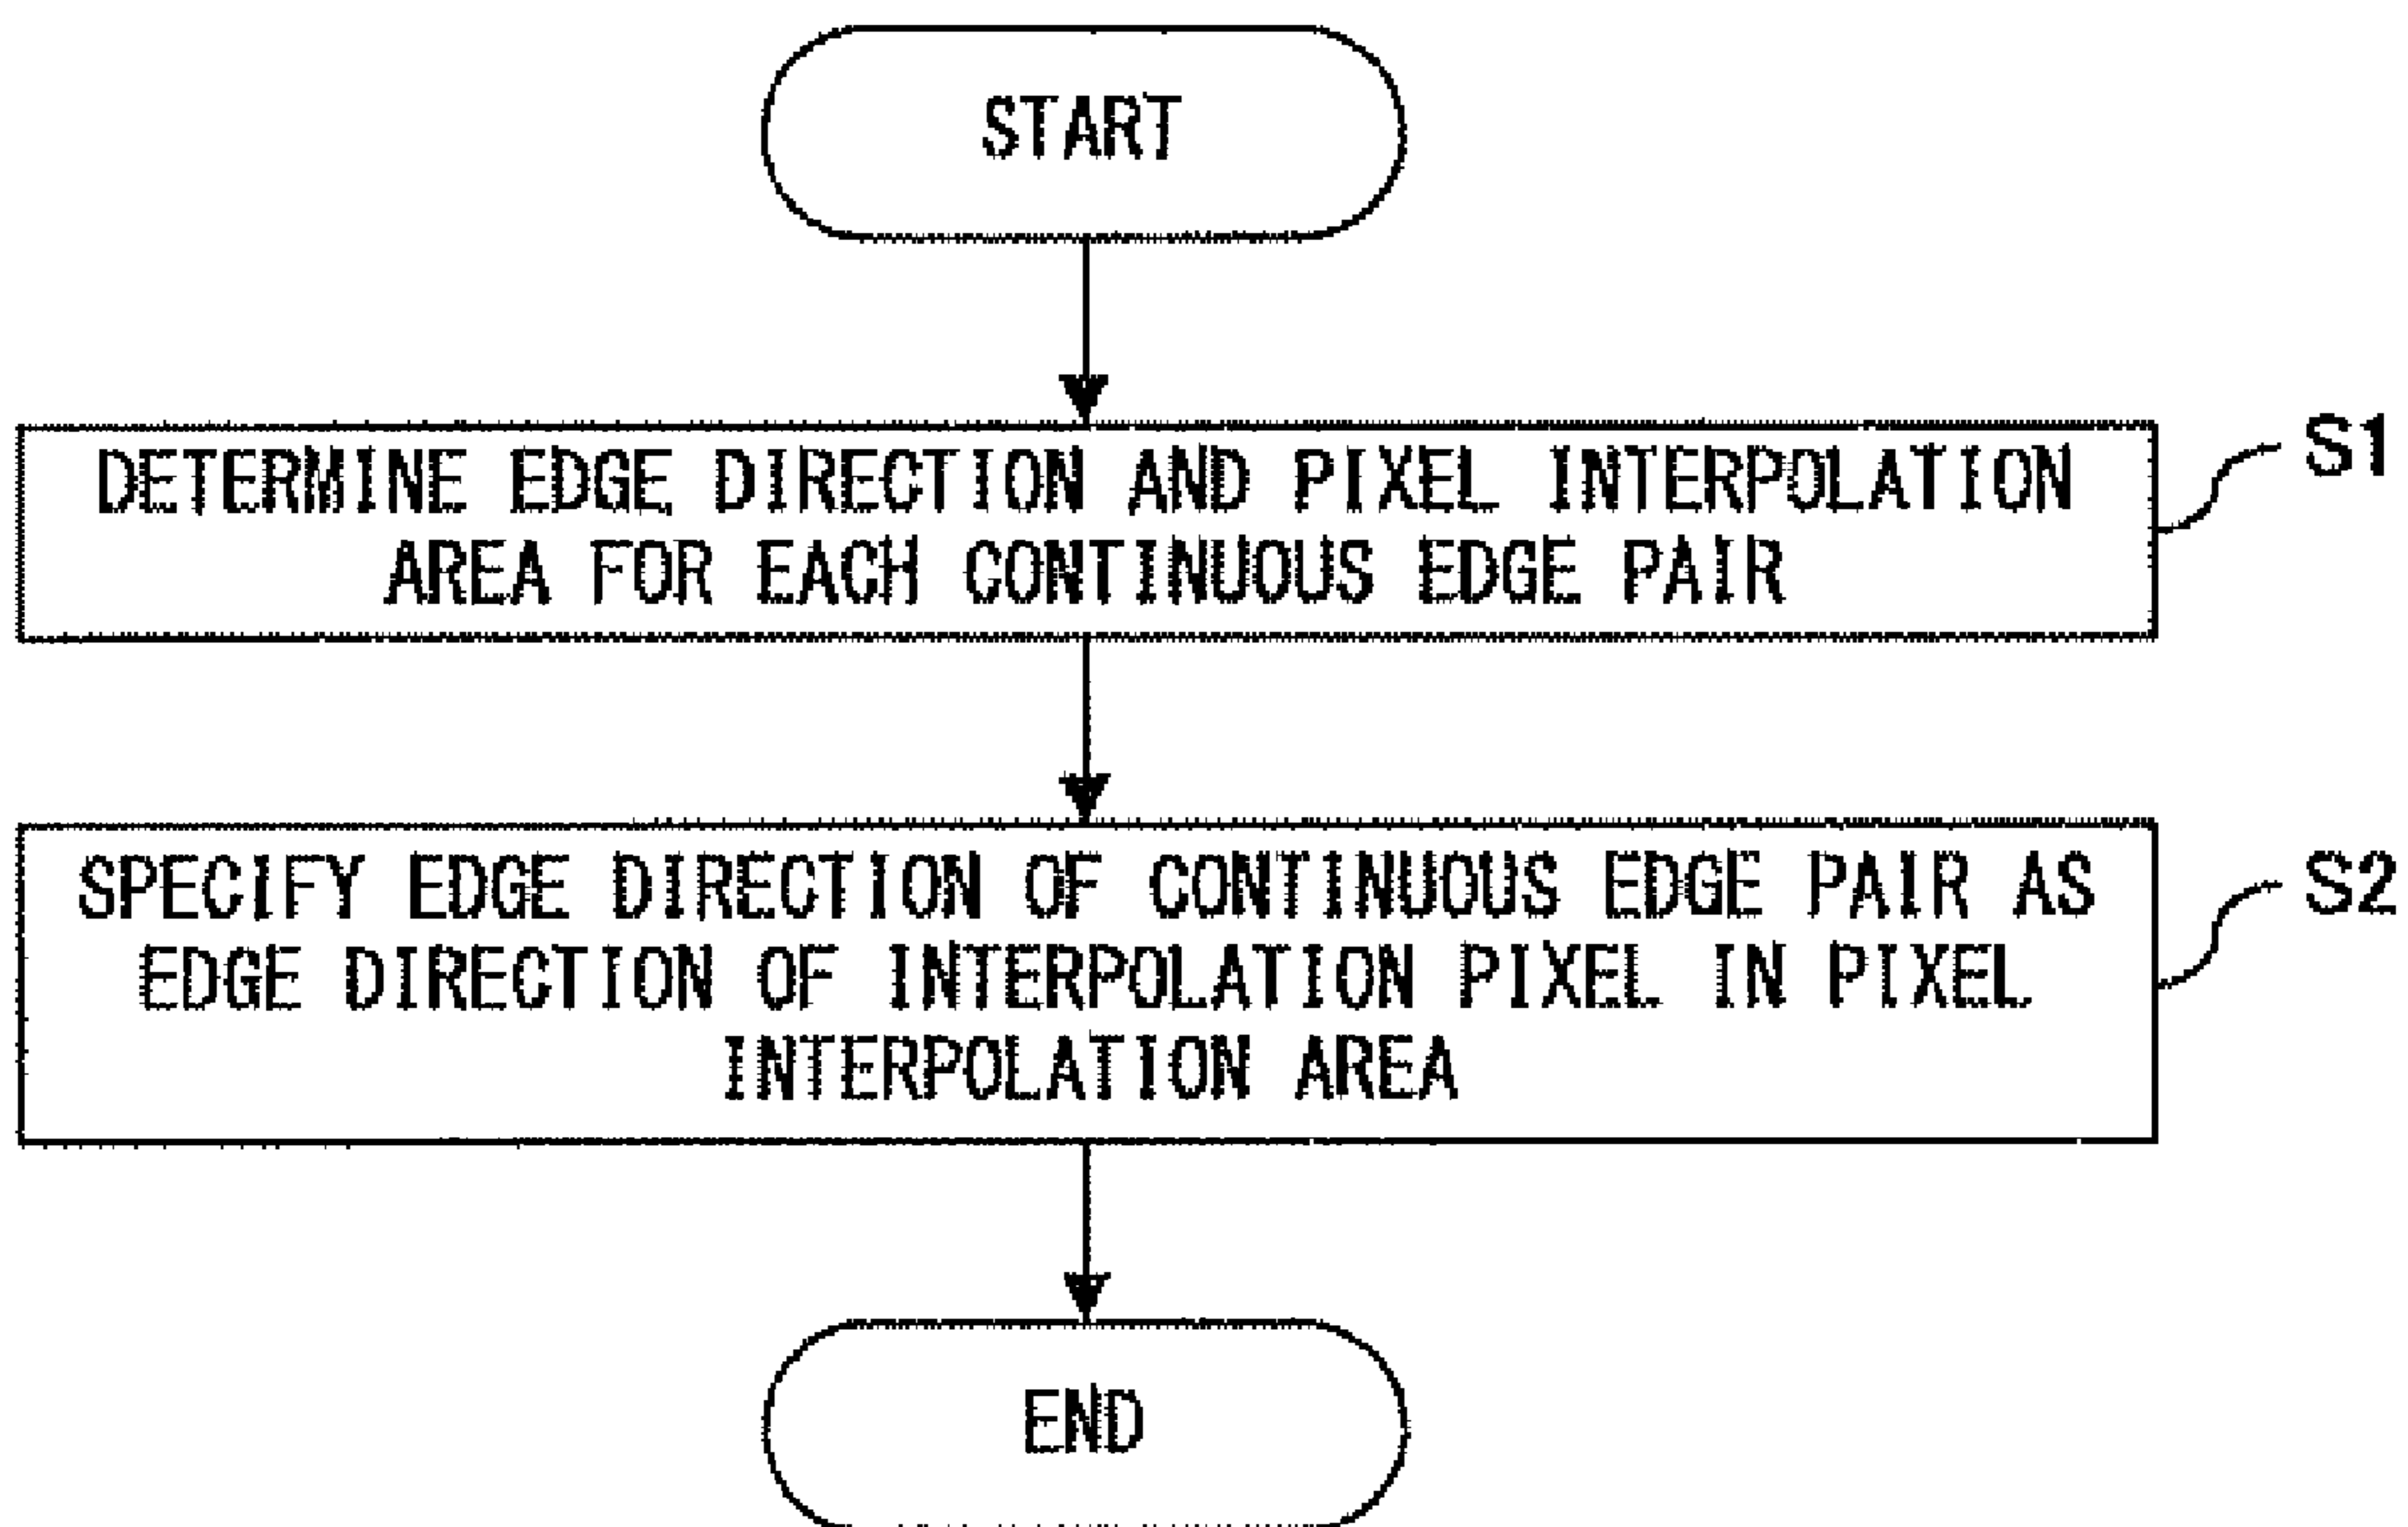 START
DETERMINE EDGE DIRECTION AND PIXEL INTERPOLATION
AREA FOR EACH CONTINUOUS EDGE PAIR
S1
SPECIFY EDGE DIRECTION OF CONTINUOUS EDGE PAIR AS
EDGE DIRECTION OF INTERPOLATION PIXEL IN PIXEL
INTERPOLATION AREA
S2
END